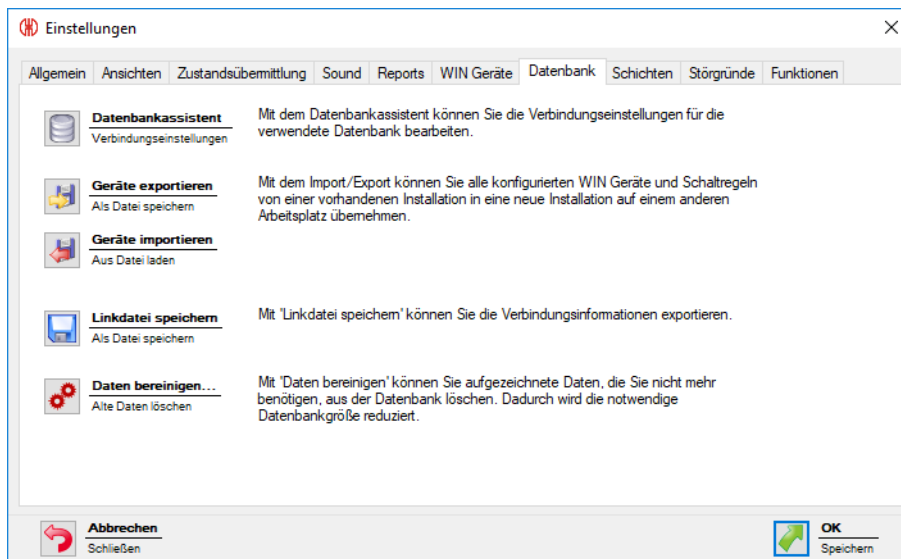 Einstellungen
Allgemein Ansichten Zustandsübermittlung Sound Reports WIN Geräte Datenbank Schichten Störgründe Funktionen
Datenbankassistent
Verbindungseinstellungen
Mit dem Datenbankassistent können Sie die Verbindungseinstellungen für die
verwendete Datenbank bearbeiten.
Geräte exportieren
Als Datei speichern
Mit dem Import/Export können Sie alle konfigurierten WIN Geräte und Schaltregeln
von einer vorhandenen Installation in eine neue Installation auf einem anderen
Arbeitsplatz übernehmen.
Geräte importieren
Aus Datei laden
Linkdatei speichern
Als Datei speichern
Mit 'Linkdatei speichern' können Sie die Verbindungsinformationen exportieren.
Daten bereinigen...
Alte Daten löschen
Mit 'Daten bereinigen' können Sie aufgezeichnete Daten, die Sie nicht mehr
benötigen, aus der Datenbank löschen. Dadurch wird die notwendige
Datenbankgröße reduziert.
Abbrechen
Schließen
OK
Speichern